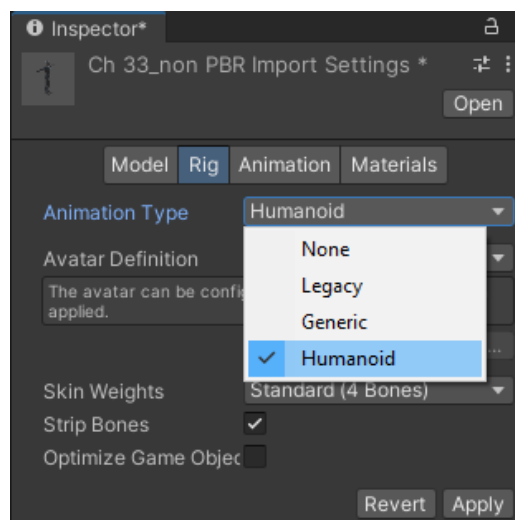 Inspector*
Ch 33_non PBR Import Settings *
Open
Model Rig Animation Materials
Animation Type Humanoid
None
Avatar Definition
Legacy
The avatar can be confi
applied.
Generic
Humanoid
...
Skin Weights Standard (4 Bones)
Strip Bones
Optimize Game Objec
Revert Apply